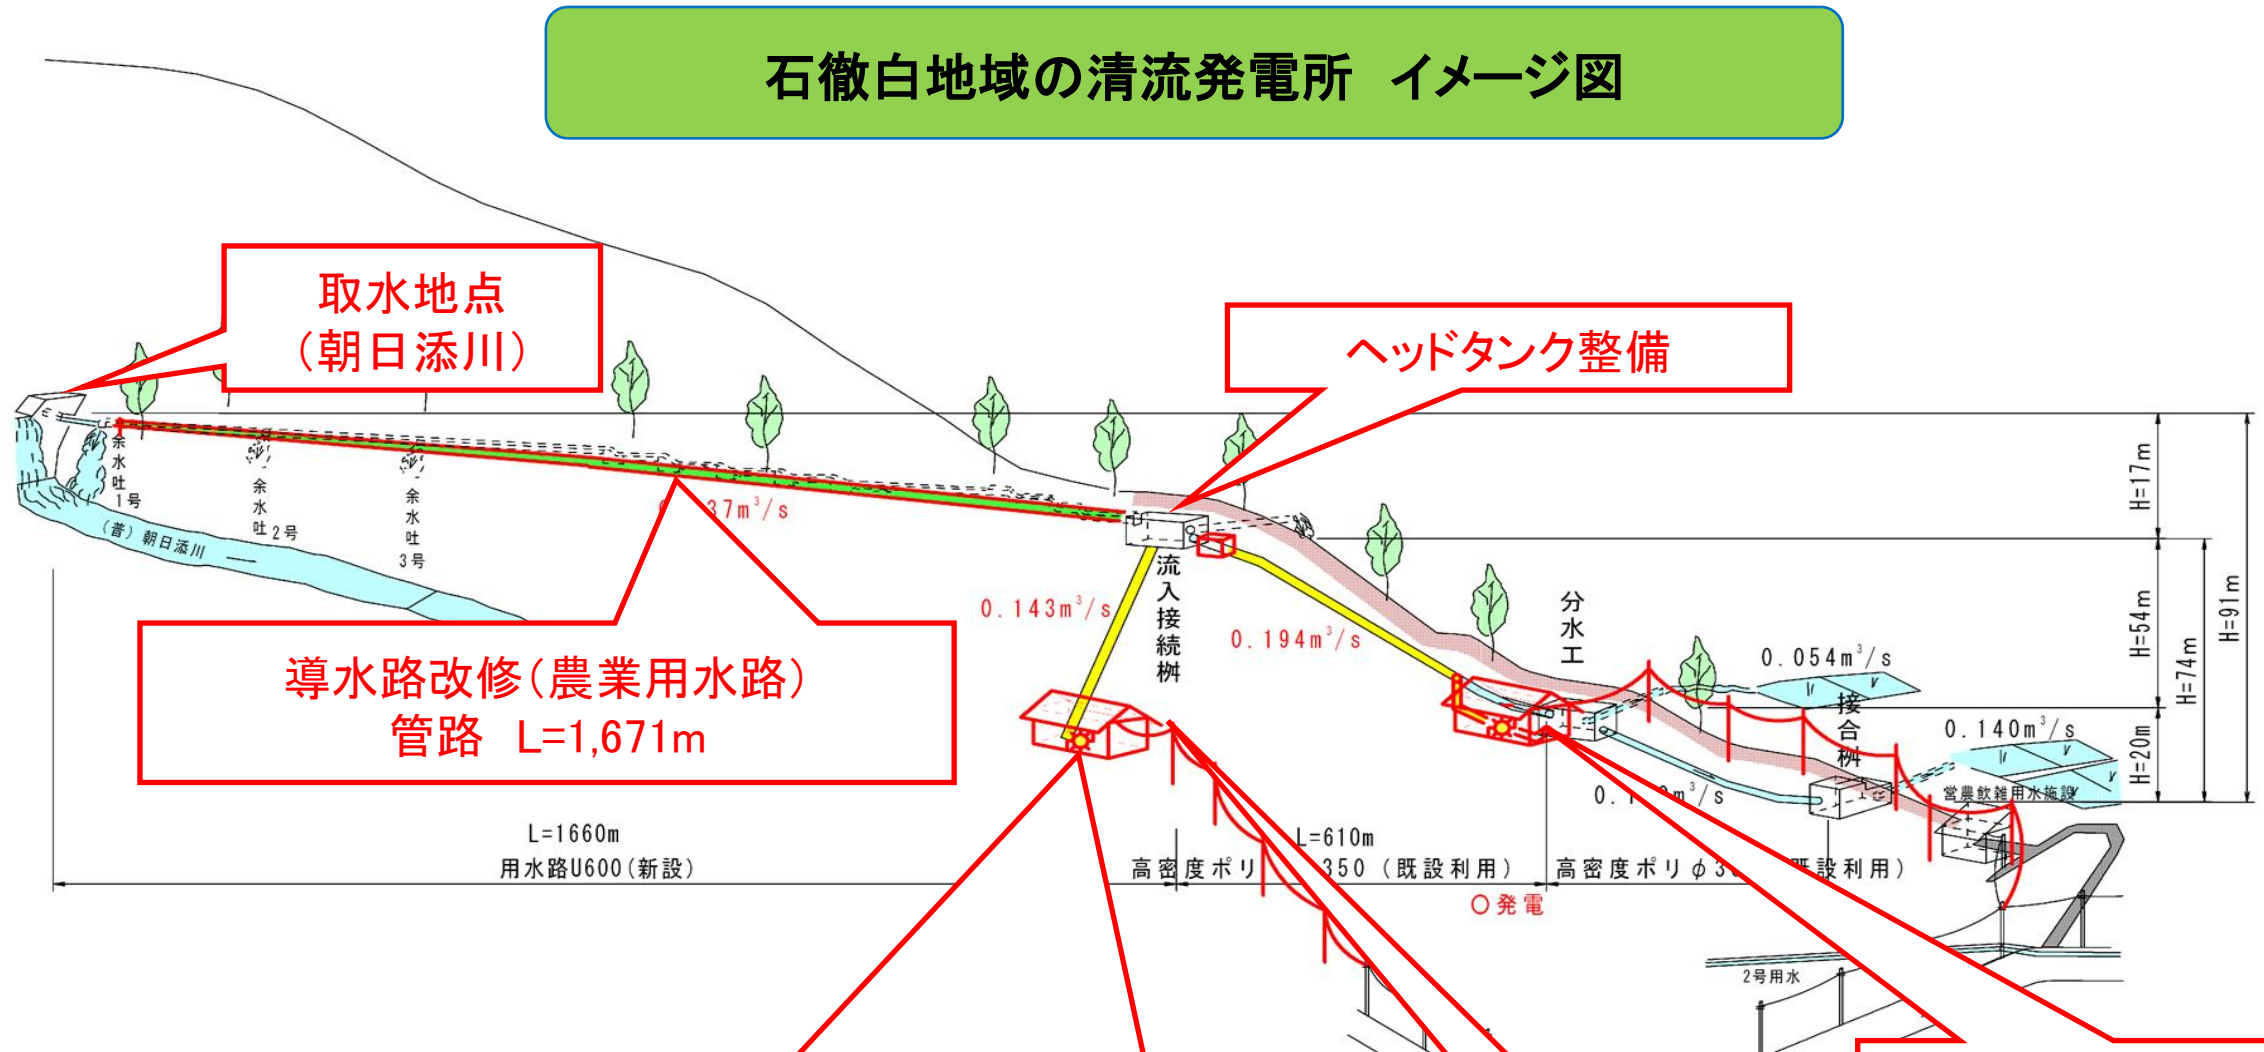 石徹白地域の清流発電所 イメージ図
取水地点
(朝日添川)
ヘッドタンク整備
余水吐1号
余水吐2号
余水吐3号
(普)朝日添川
37m³/s
流入接続桝
0.143m³/s
0.194m³/s
分水工
0.054m³/s
接合桝
0.140m³/s
営農飲雑用水施設
H=17m
H=54m
H=20m
H=74m
H=91m
導水路改修(農業用水路)
管路 L=1,671m
L=1660m
用水路U600(新設)
L=610m
高密度ポリ 350 (既設利用)
高密度ポリφ3 設利用)
〇発電
2号用水